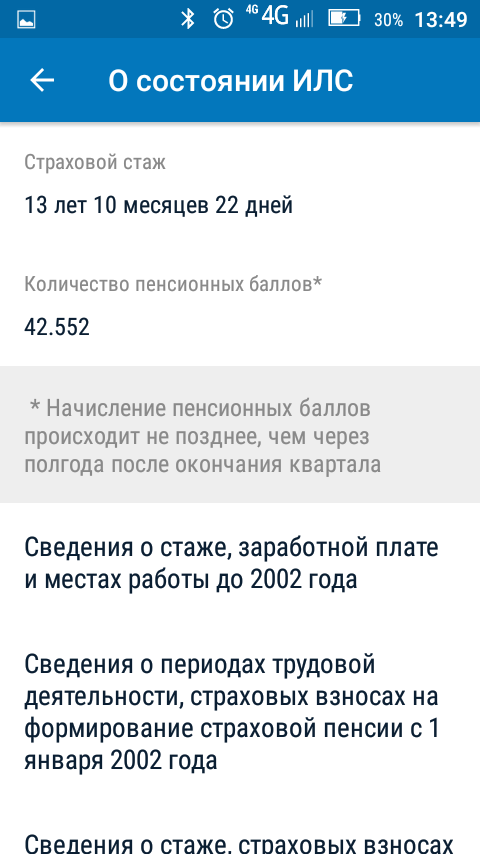 4G 4G 30% 13:49
О состоянии ИЛС
Страховой стаж
13 лет 10 месяцев 22 дней
Количество пенсионных баллов*
42.552
* Начисление пенсионных баллов
происходит не позднее, чем через
полгода после окончания квартала
Сведения о стаже, заработной плате
и местах работы до 2002 года
Сведения о периодах трудовой
деятельности, страховых взносах на
формирование страховой пенсии с 1
января 2002 года
Сведения о стаже, страховых взносах